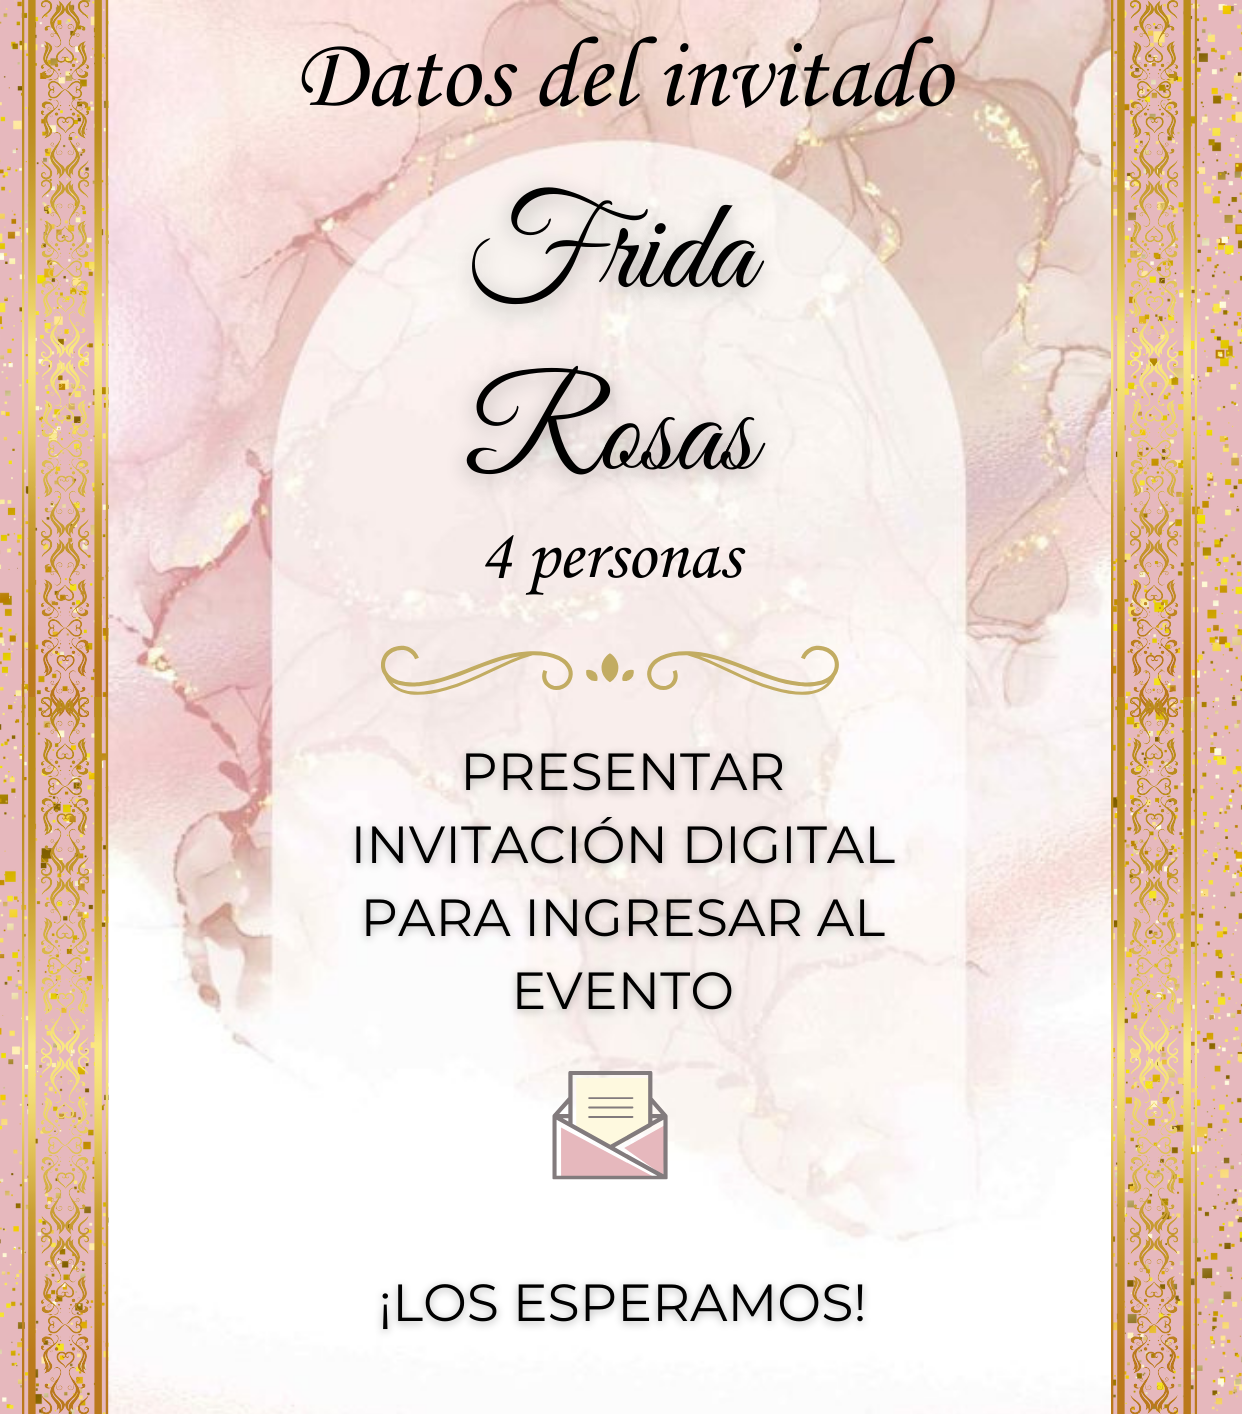 Datos del invitado
Frida
Rosas
4 personas
PRESENTAR
INVITACIÓN DIGITAL
PARA INGRESAR AL
EVENTO
¡LOS ESPERAMOS!